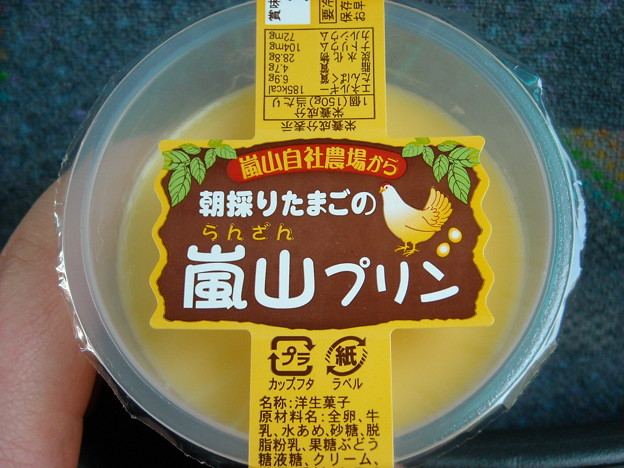 栄養成分表示
栄養成分
1個(150g)当たり
エネルギー 185kcal
たんぱく質 6.9g
脂質 4.7g
炭水化物 28.8g
ナトリウム 104mg
カルシウム 72mg
賞味
嵐山自社農場から
朝採りたまごの
らんざん
嵐山プリン
プラ 紙
カップ,フタ ラベル
名称:洋生菓子
原材料名:全卵、牛
乳、水あめ、砂糖、脱
脂粉乳、果糖ぶどう
糖液糖、クリーム、